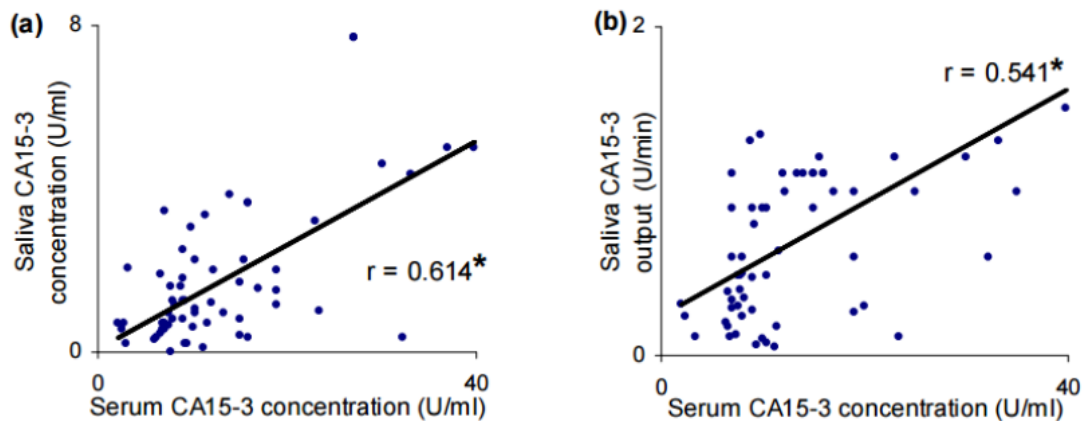 (a)
8
Saliva CA15-3
concentration (U/ml)
r = 0.614*
0
0
40
Serum CA15-3 concentration (U/ml)
(b)
2
r = 0.541*
Saliva CA15-3
output (U/min)
0
0
40
Serum CA15-3 concentration (U/ml)